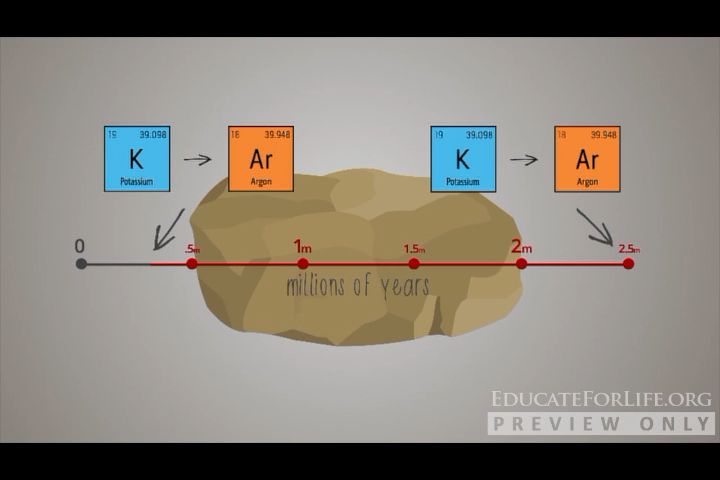 19 39.098
K
Potassium
18 39.948
Ar
Argon
19 39.098
K
Potassium
18 39.948
Ar
Argon
0 .5m 1m 1.5m 2m 2.5m
millions of years
EDUCATEFORLIFE.ORG
PREVIEW ONLY